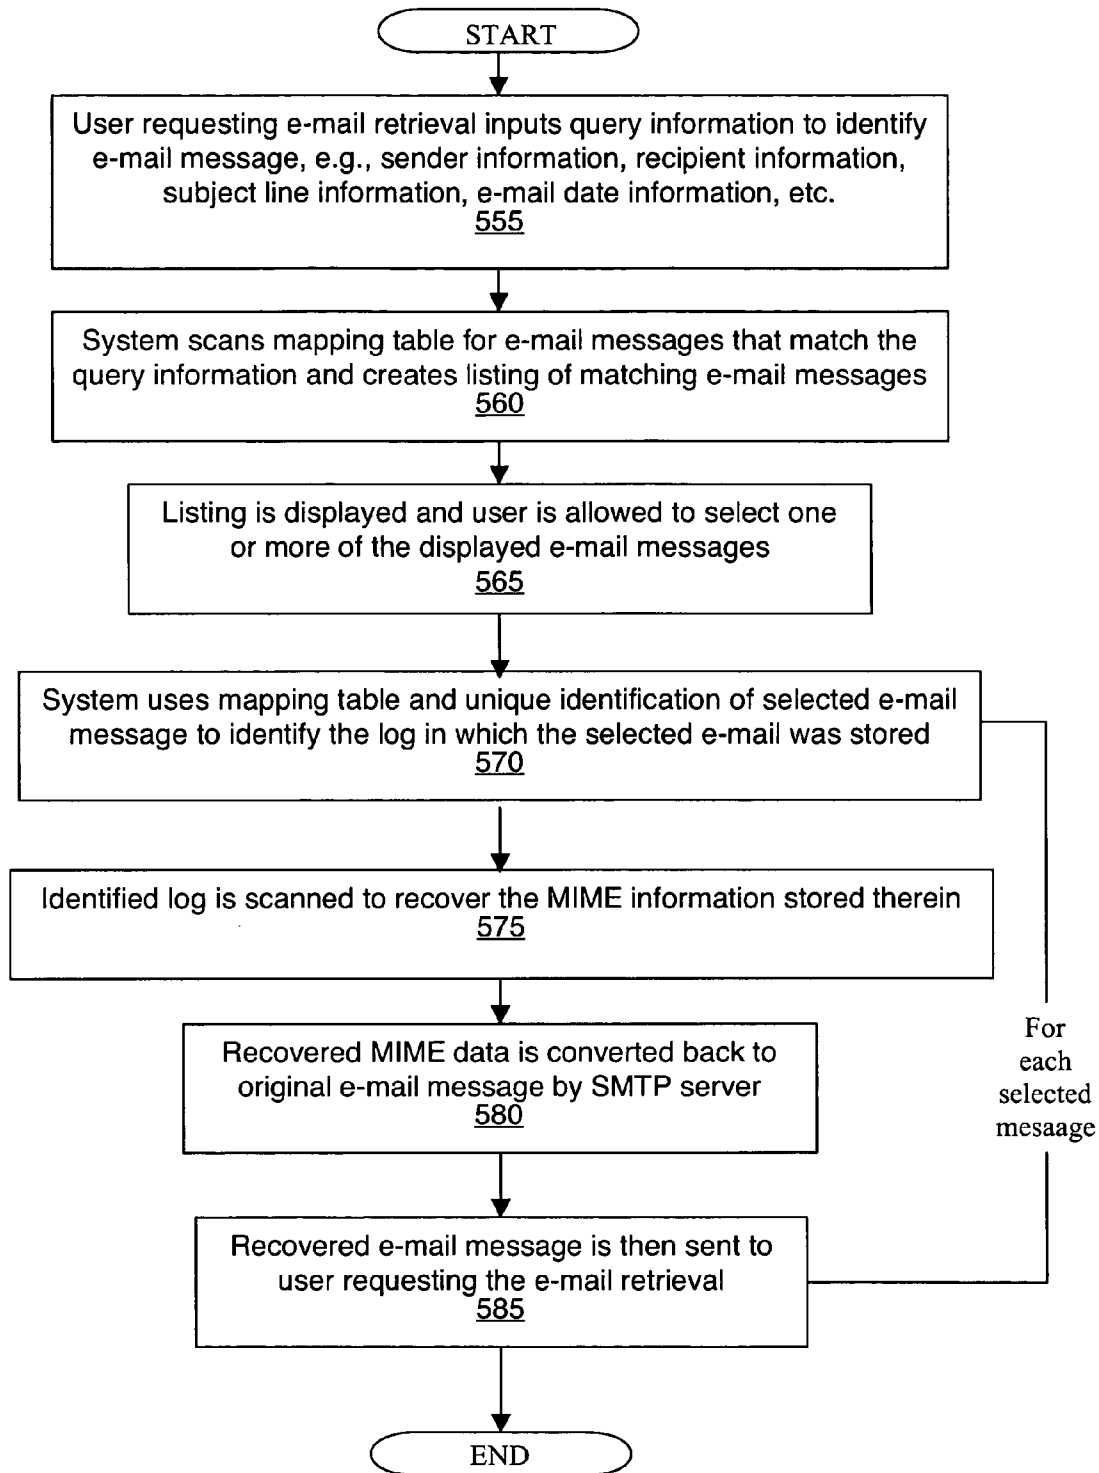 START
User requesting e-mail retrieval inputs query information to identify
e-mail message, e.g., sender information, recipient information,
subject line information, e-mail date information, etc.
555
System scans mapping table for e-mail messages that match the
query information and creates listing of matching e-mail messages
560
Listing is displayed and user is allowed to select one
or more of the displayed e-mail messages
565
System uses mapping table and unique identification of selected e-mail
message to identify the log in which the selected e-mail was stored
570
Identified log is scanned to recover the MIME information stored therein
575
Recovered MIME data is converted back to
original e-mail message by SMTP server
580
For
each
selected
mesaage
Recovered e-mail message is then sent to
user requesting the e-mail retrieval
585
END